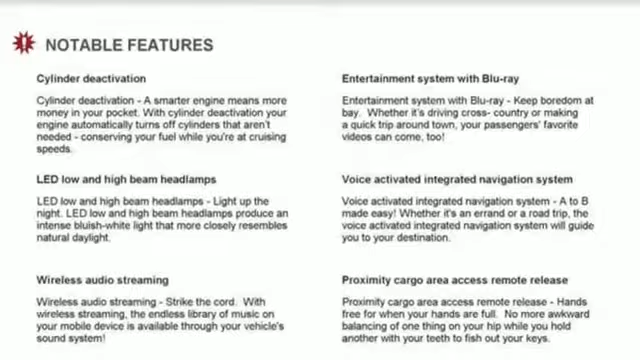 NOTABLE FEATURES
Cylinder deactivation
Cylinder deactivation - A smarter engine means more
money in your pocket. With cylinder deactivation your
engine automatically turns off cylinders that aren't
needed - conserving your fuel while you're at cruising
speeds.
LED low and high beam headlamps
LED low and high beam headlamps - Light up the
night. LED low and high beam headlamps produce an
intense bluish-white light that more closely resembles
natural daylight.
Wireless audio streaming
Wireless audio streaming - Strike the cord. With
wireless streaming, the endless library of music on
your mobile device is available through your vehicle's
sound system!
Entertainment system with Blu-ray
Entertainment system with Blu-ray - Keep boredom at
bay. Whether it's driving cross- country or making
a quick trip around town, your passengers' favorite
videos can come, too!
Voice activated integrated navigation system
Voice activated integrated navigation system - A to B
made easy! Whether it's an errand or a road trip, the
voice activated integrated navigation system will guide
you to your destination.
Proximity cargo area access remote release
Proximity cargo area access remote release - Hands
free for when your hands are full. No more awkward
balancing of one thing on your hip while you hold
another with your teeth to fish out your keys.